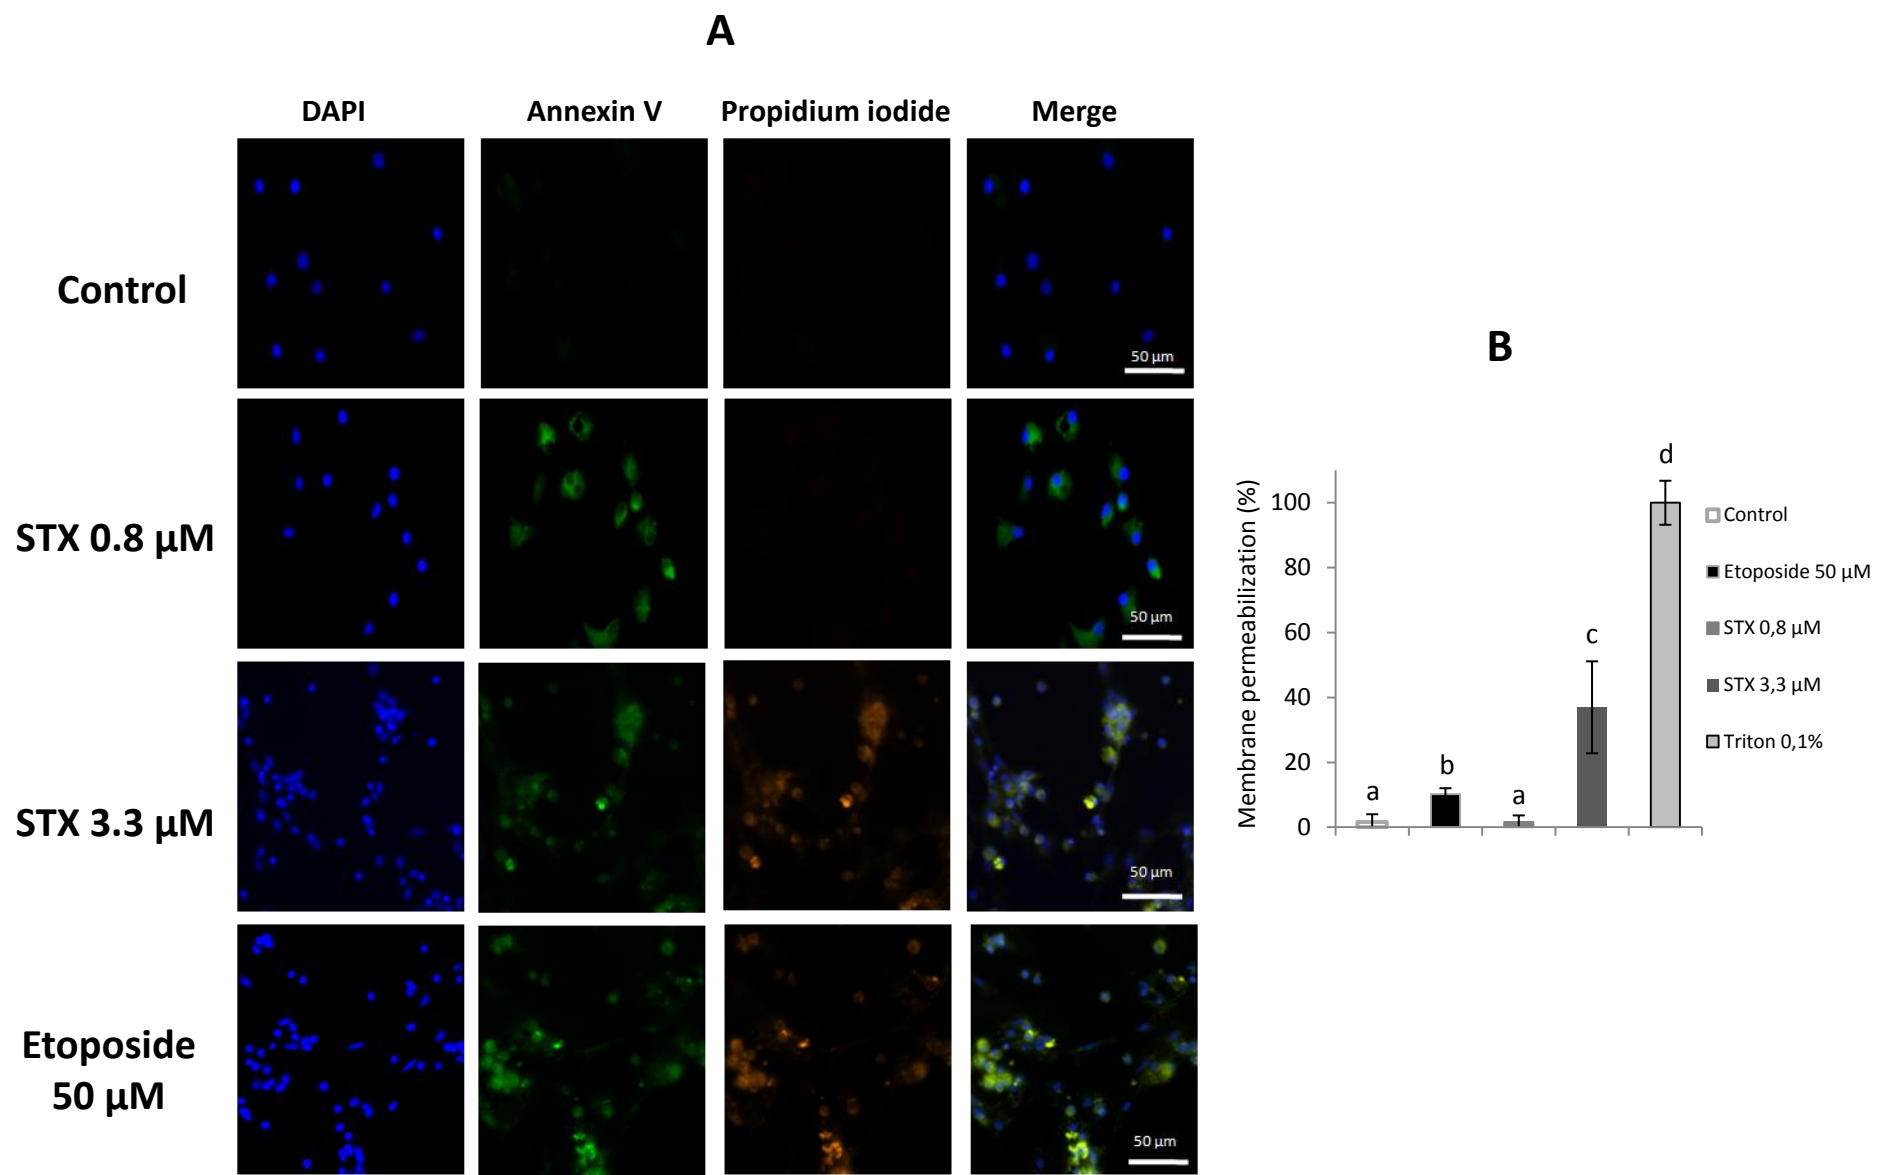 A
DAPI Annexin V Propidium iodide Merge
Control
50 µm
STX 0.8 µM
50 µm
STX 3.3 µM
50 µm
Etoposide
50 µM
50 µm
B
Membrane permeabilization (%)
100
80
60
40
20
0
a
b
a
c
d
Control
Etoposide 50 µM
STX 0,8 µM
STX 3,3 µM
Triton 0,1%